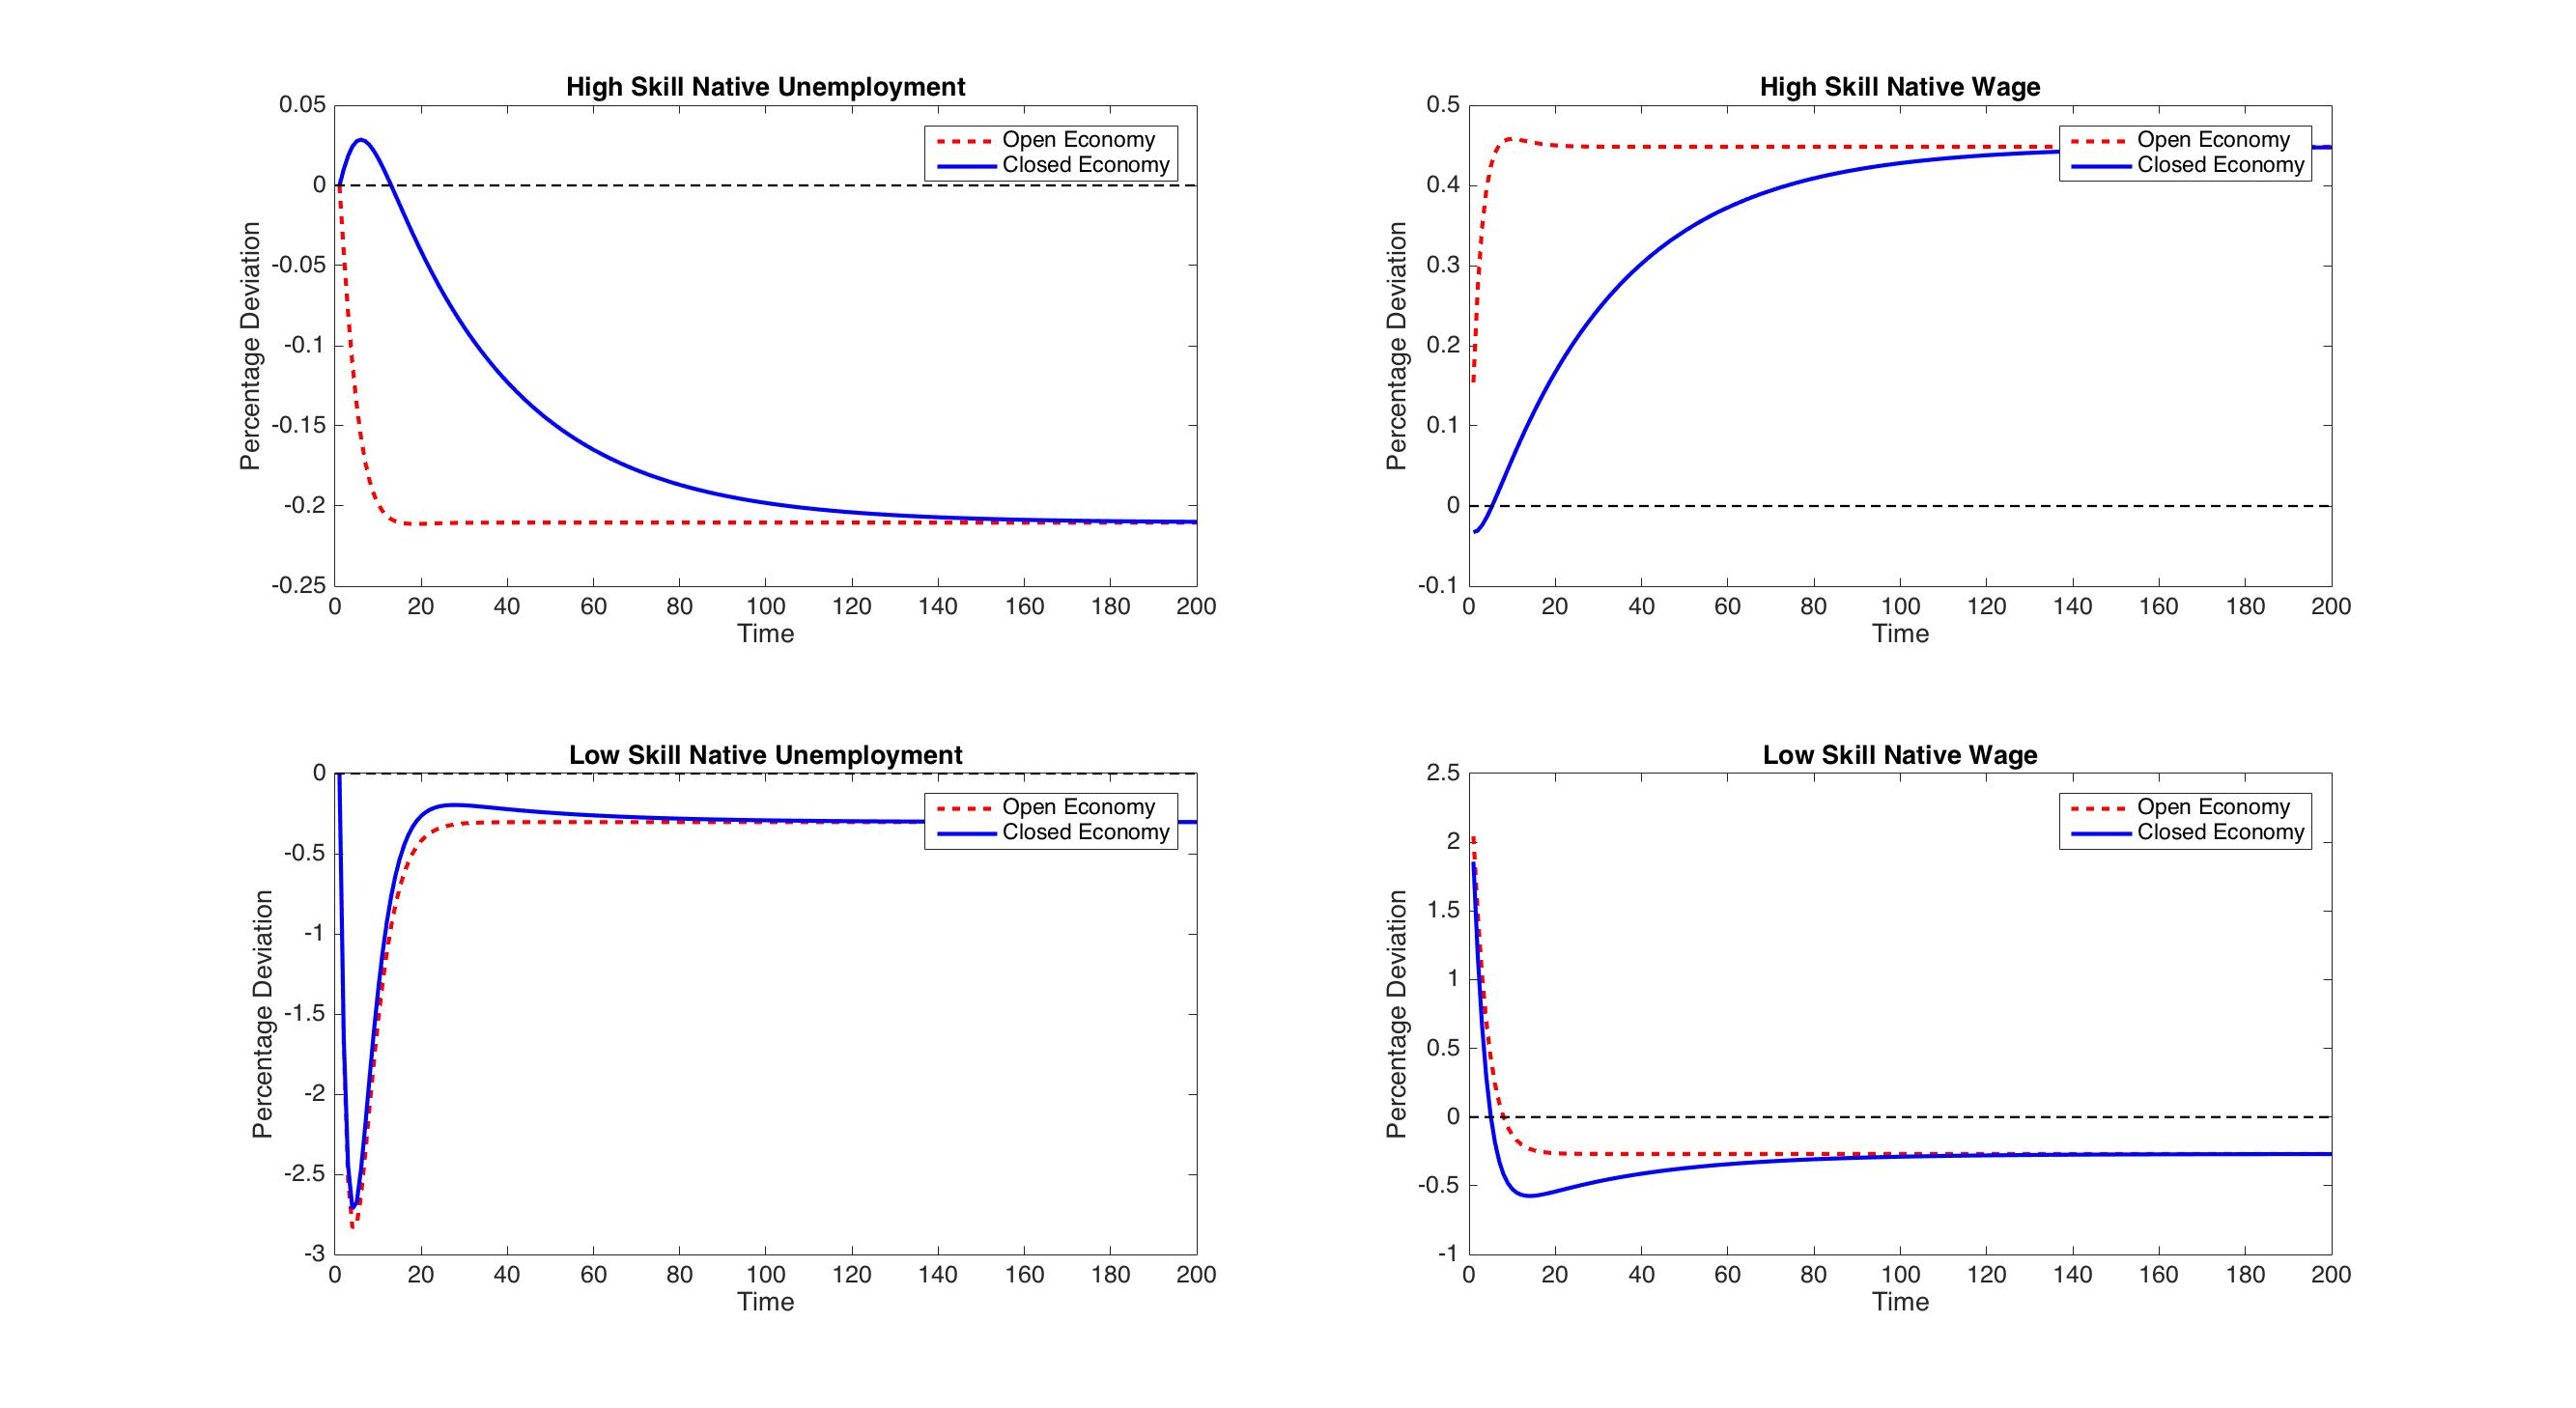 High Skill Native Unemployment
0.05
0
-0.05
-0.1
-0.15
-0.2
-0.25
Percentage Deviation
Open Economy
Closed Economy
0 20 40 60 80 100 120 140 160 180 200
Time
High Skill Native Wage
0.5
0.4
0.3
0.2
0.1
0
-0.1
Percentage Deviation
Open Economy
Closed Economy
0 20 40 60 80 100 120 140 160 180 200
Time
Low Skill Native Unemployment
0
-0.5
-1
-1.5
-2
-2.5
-3
Percentage Deviation
Open Economy
Closed Economy
0 20 40 60 80 100 120 140 160 180 200
Time
Low Skill Native Wage
2.5
2
1.5
1
0.5
0
-0.5
-1
Percentage Deviation
Open Economy
Closed Economy
0 20 40 60 80 100 120 140 160 180 200
Time